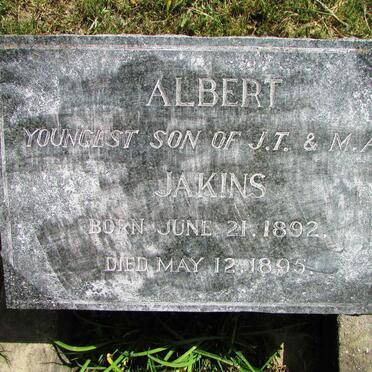 ALBERT
YOUNGEST SON OF J.T. & M.A
JAKINS
BORN JUNE 21, 1892.
DIED MAY 12, 1895